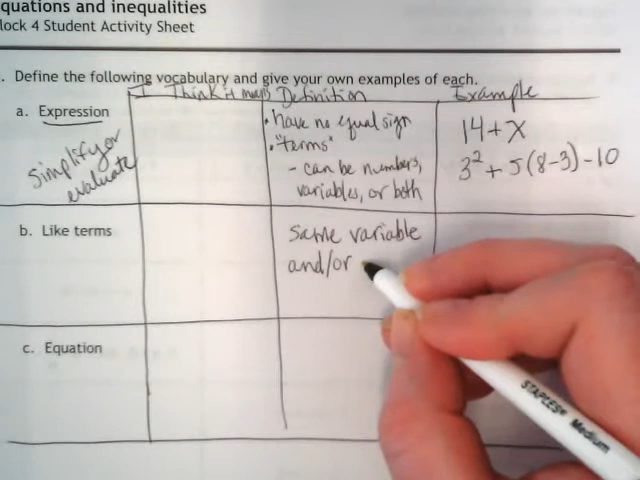 quations and inequalities
lock 4 Student Activity Sheet
. Define the following vocabulary and give your own examples of each.
I Think it means Definition Example
a. Expression
Simplify or
evaluate
• have no equal sign
• "terms"
- can be numbers,
variables, or both
14 + x
3² + 5(8-3) - 10
b. Like terms
same variable
and/or
c. Equation
STAPLES® Medium